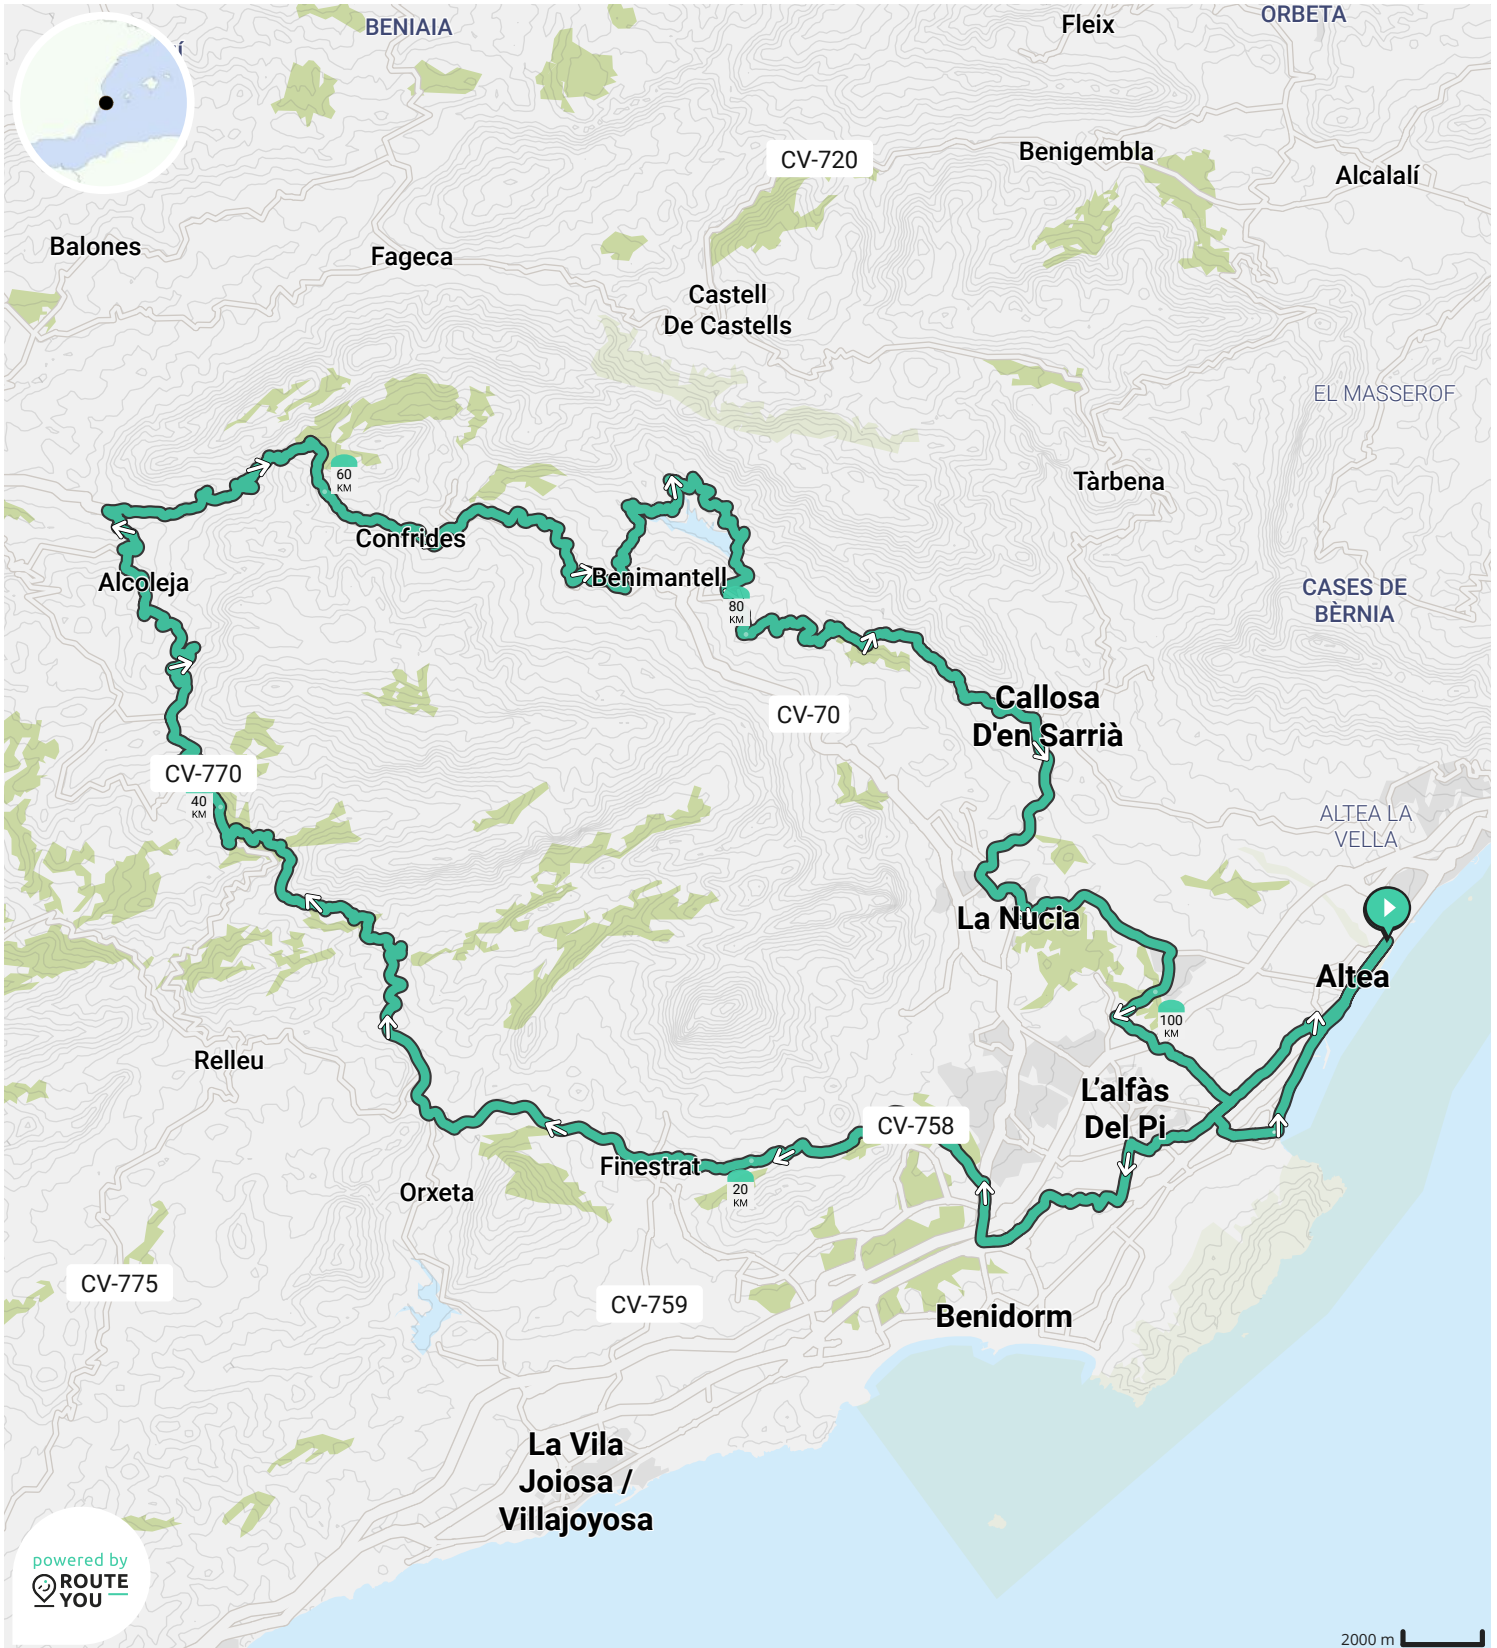 BENIAIA
Fleix
ORBETA
í
CV-720
Benigembla
Alcalalí
Balones
Fageca
Castell
De Castells
EL MASSEROF
60
KM
Tàrbena
Confrides
Alcoleja
Benimantell
CASES DE
BÈRNIA
80
KM
Callosa
D'en Sarrià
CV-70
CV-770
40
KM
ALTEA LA
VELLA
La Nucia
Altea
100
KM
Relleu
L'alfàs
Del Pi
CV-758
Finestrat
20
KM
Orxeta
CV-775
CV-759
Benidorm
La Vila
Joiosa /
Villajoyosa
powered by
ROUTE
YOU
2000 m